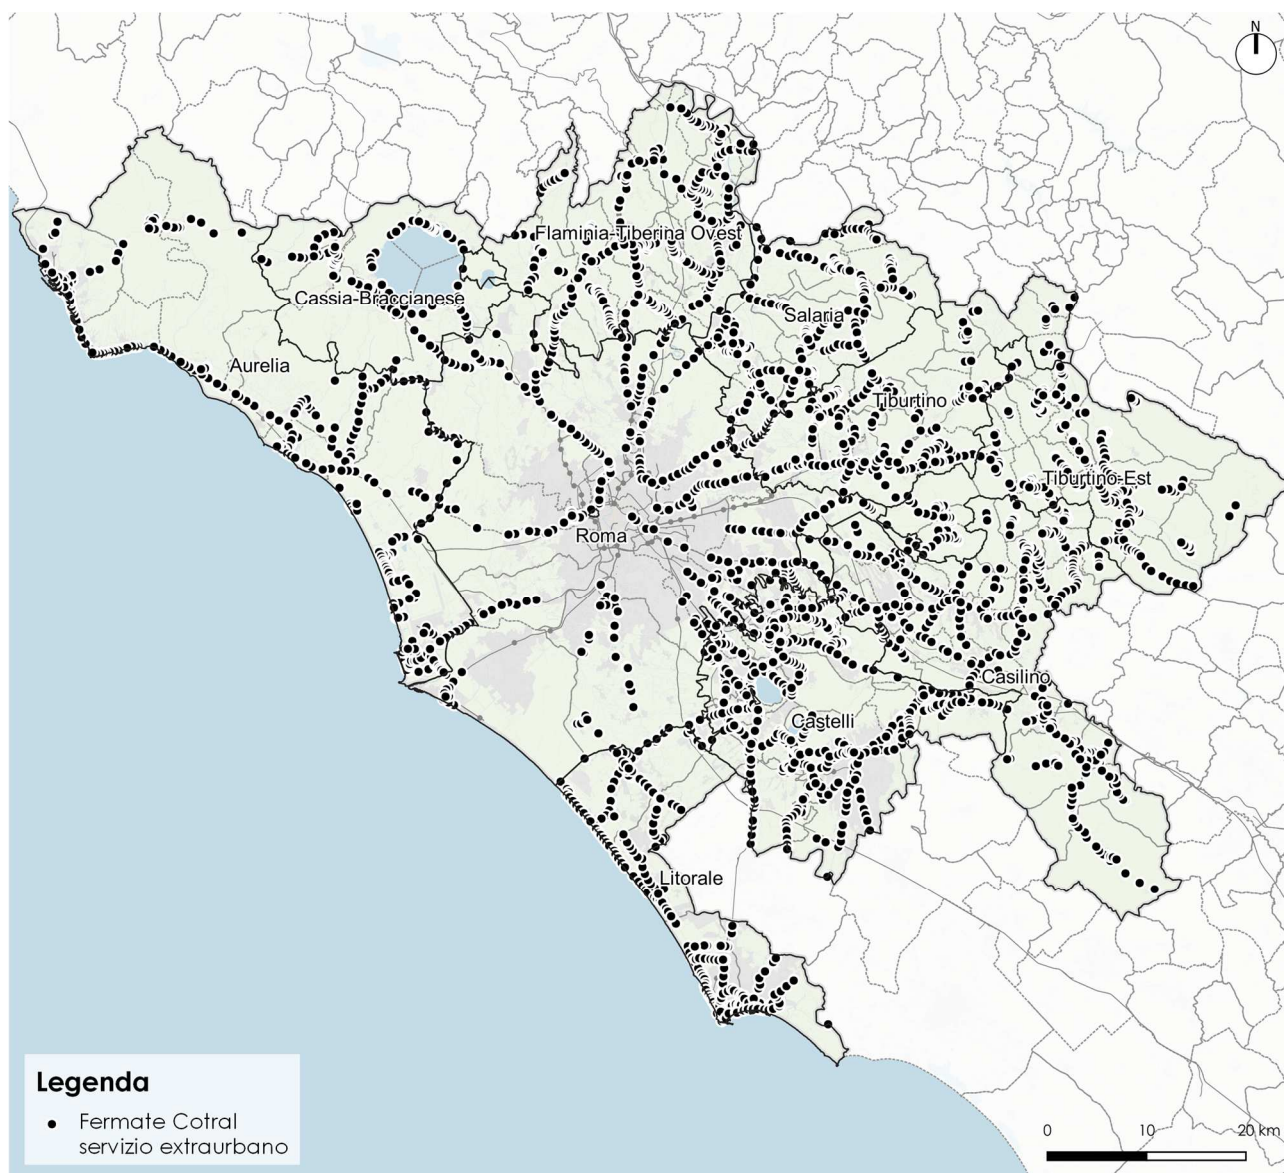 N
Flaminia-Tiberina Ovest
Cassia-Braccianese
Salaria
Aurelia
Tiburtino
Tiburtino-Est
Roma
Casilino
Castelli
Litorale
Legenda
Fermate Cotral
servizio extraurbano
0 10 20 km